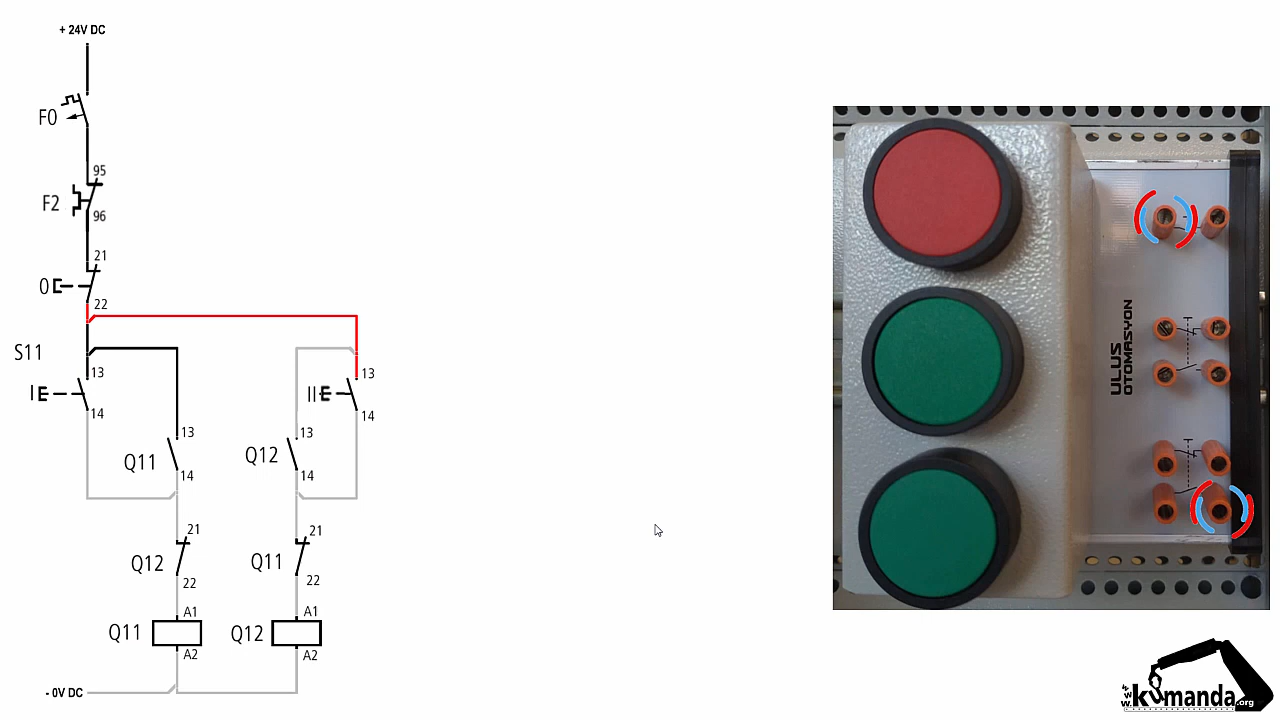 + 24V DC
F0
95
F2
96
21
0
22
S11
13
I
14
13
II
14
13
Q11
14
13
Q12
14
21
Q12
22
21
Q11
22
A1
Q11
A2
A1
Q12
A2
- 0V DC
ULUS
OTOMASYON
www.kumanda.org